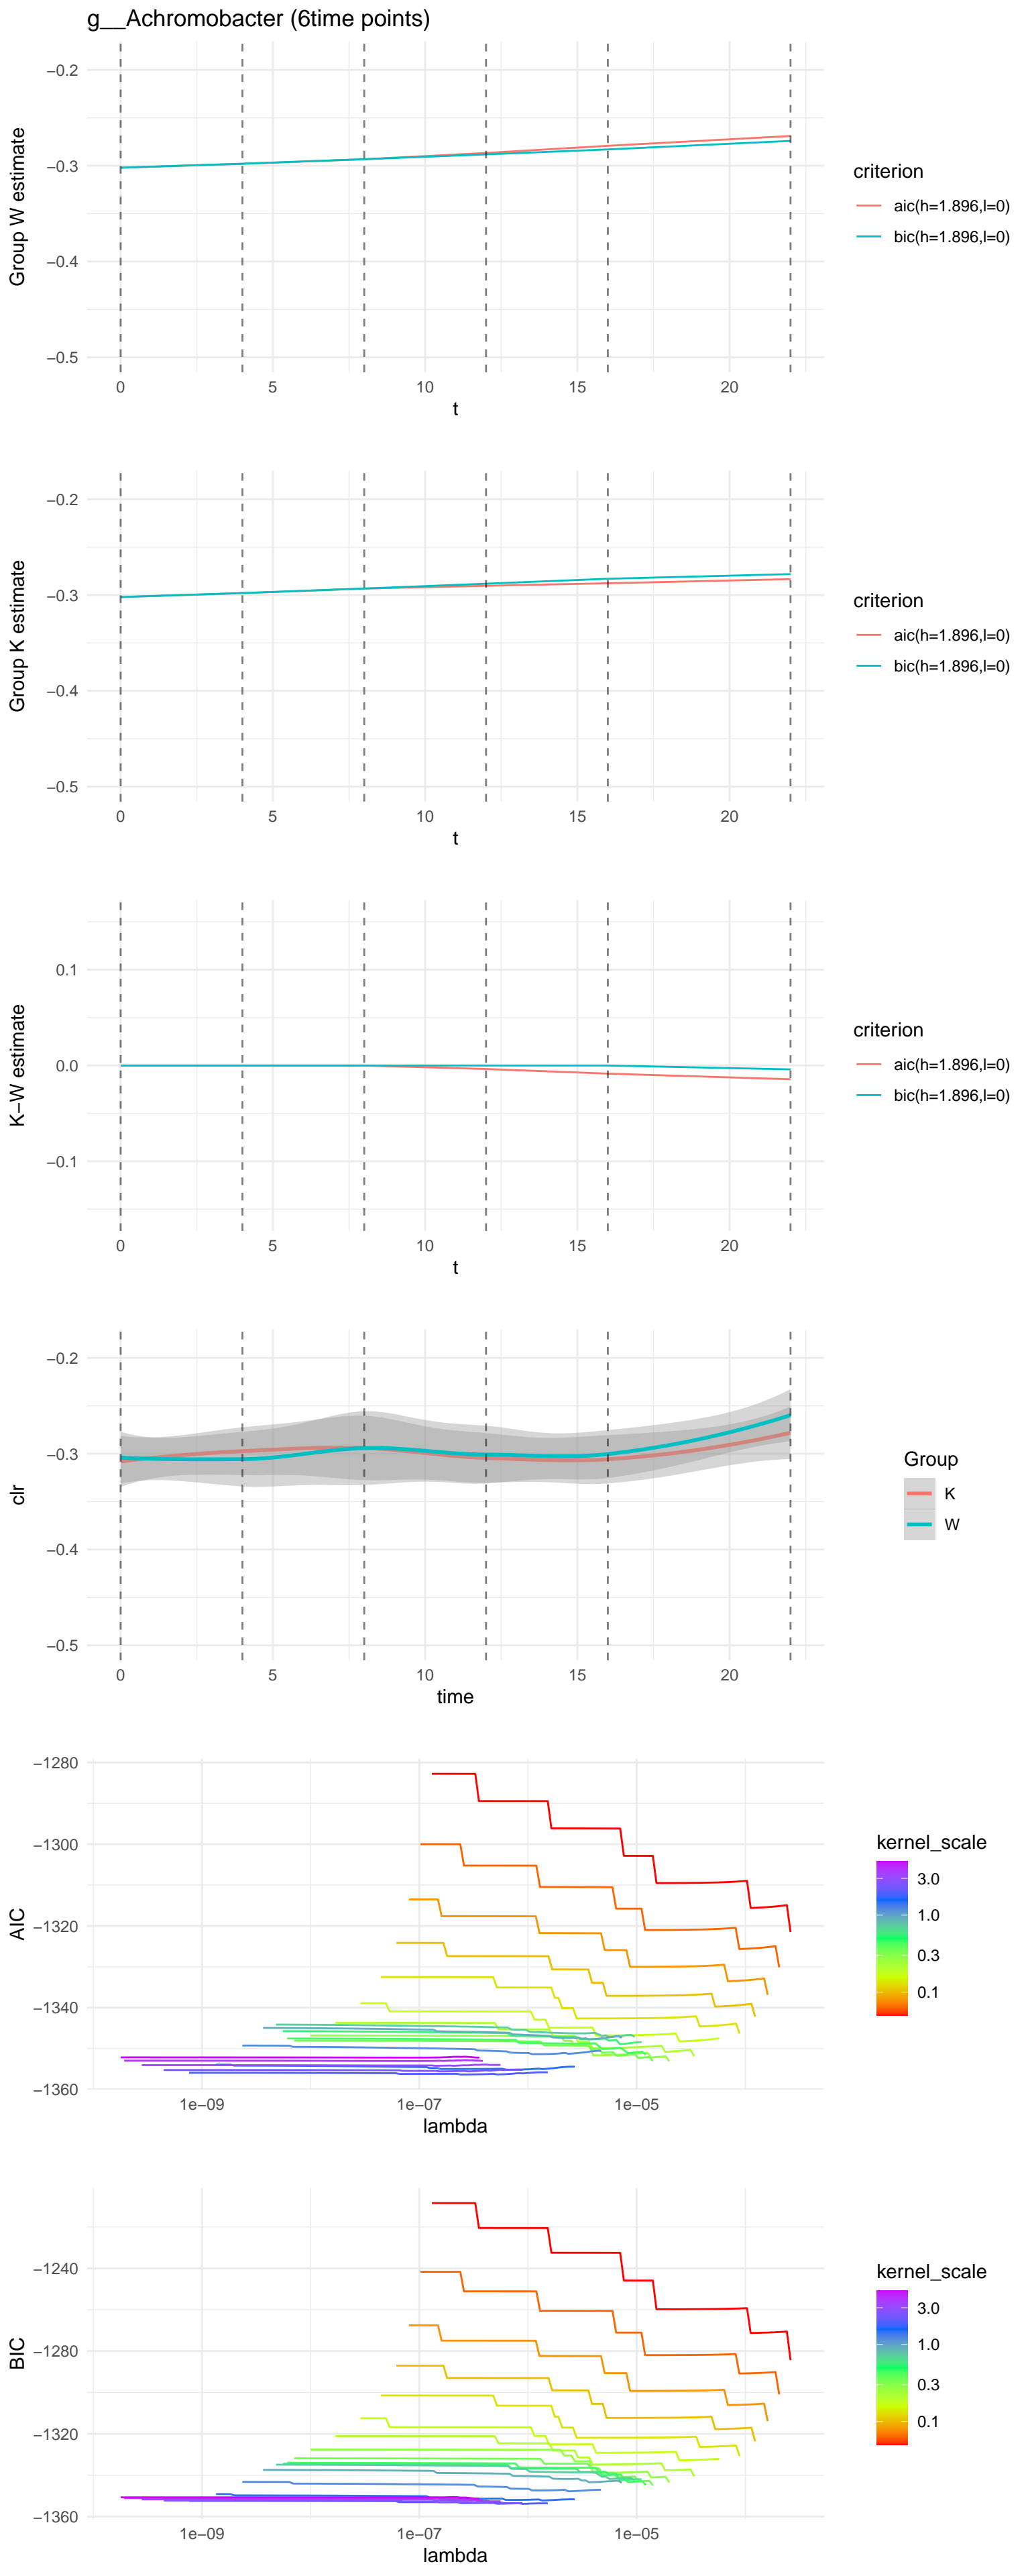 g__Achromobacter (6time points)
Group W estimate
−0.2
−0.3
−0.4
−0.5
0 5 10 15 20
t
criterion
aic(h=1.896,l=0)
bic(h=1.896,l=0)
Group K estimate
−0.2
−0.3
−0.4
−0.5
0 5 10 15 20
t
criterion
aic(h=1.896,l=0)
bic(h=1.896,l=0)
K−W estimate
0.1
0.0
−0.1
0 5 10 15 20
t
criterion
aic(h=1.896,l=0)
bic(h=1.896,l=0)
clr
−0.2
−0.3
−0.4
−0.5
0 5 10 15 20
time
Group
K
W
AIC
−1280
−1300
−1320
−1340
−1360
1e−09 1e−07 1e−05
lambda
kernel_scale
3.0
1.0
0.3
0.1
BIC
−1240
−1280
−1320
−1360
1e−09 1e−07 1e−05
lambda
kernel_scale
3.0
1.0
0.3
0.1